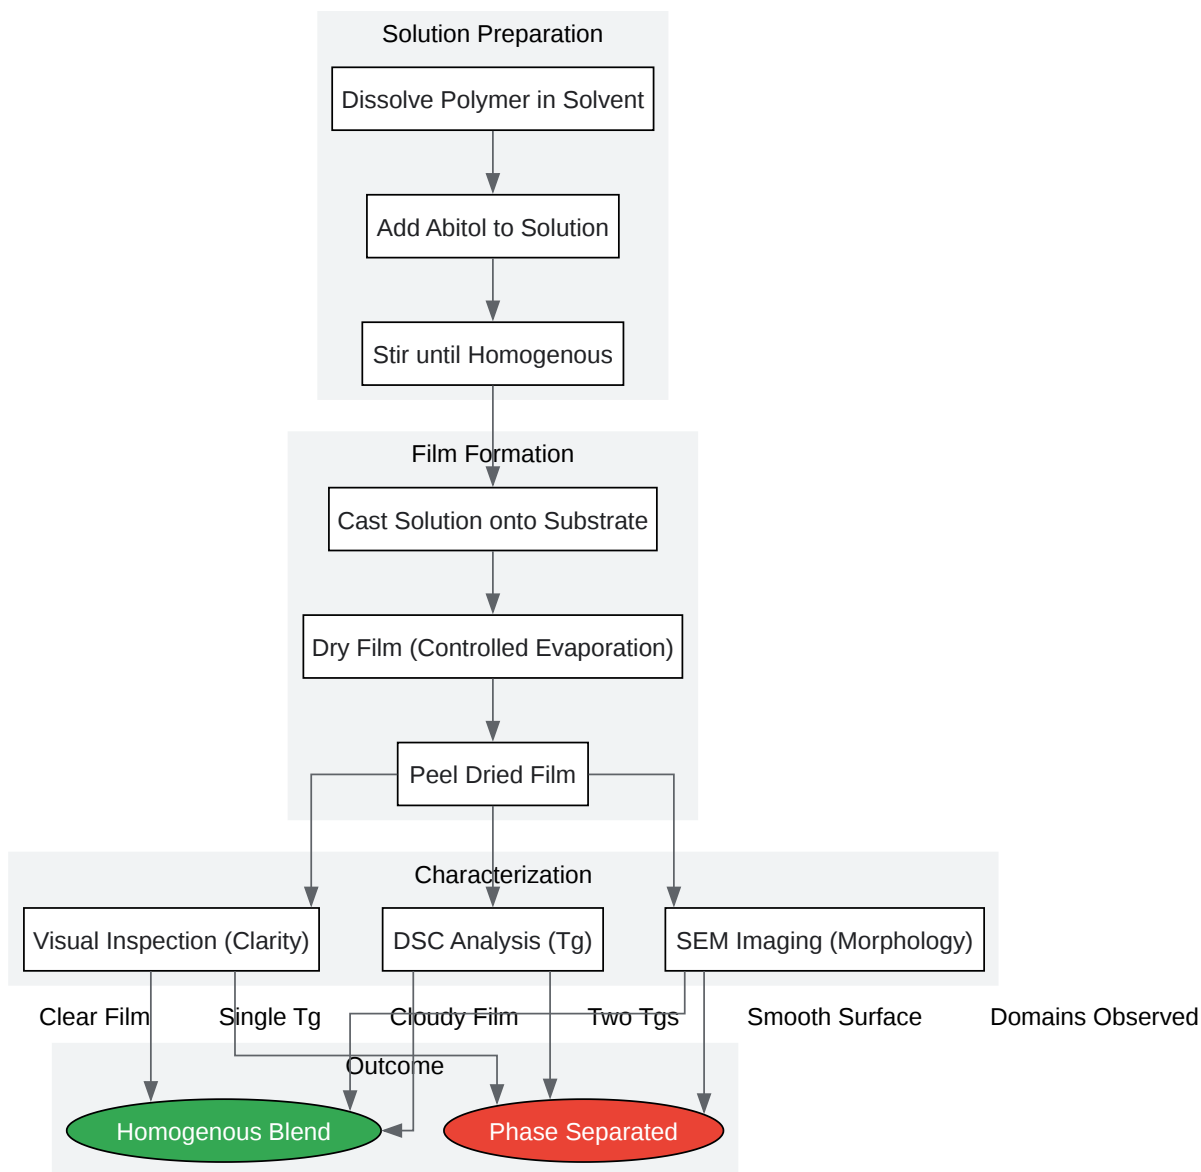 Solution Preparation
Dissolve Polymer in Solvent
Add Abitol to Solution
Stir until Homogenous
Film Formation
Cast Solution onto Substrate
Dry Film (Controlled Evaporation)
Peel Dried Film
Characterization
Visual Inspection (Clarity)
DSC Analysis (Tg)
SEM Imaging (Morphology)
Clear Film
Single Tg
Cloudy Film
Two Tgs
Smooth Surface
Domains Observed
Outcome
Homogenous Blend
Phase Separated